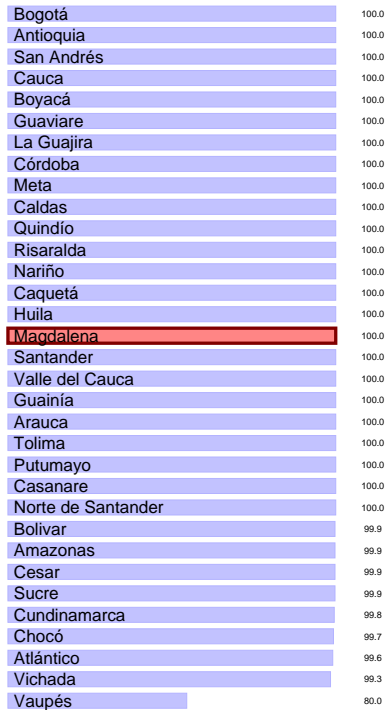 Bogotá 100.0
Antioquia 100.0
San Andrés 100.0
Cauca 100.0
Boyacá 100.0
Guaviare 100.0
La Guajira 100.0
Córdoba 100.0
Meta 100.0
Caldas 100.0
Quindío 100.0
Risaralda 100.0
Nariño 100.0
Caquetá 100.0
Huila 100.0
Magdalena 100.0
Santander 100.0
Valle del Cauca 100.0
Guainía 100.0
Arauca 100.0
Tolima 100.0
Putumayo 100.0
Casanare 100.0
Norte de Santander 100.0
Bolivar 99.9
Amazonas 99.9
Cesar 99.9
Sucre 99.9
Cundinamarca 99.8
Chocó 99.7
Atlántico 99.6
Vichada 99.3
Vaupés 80.0